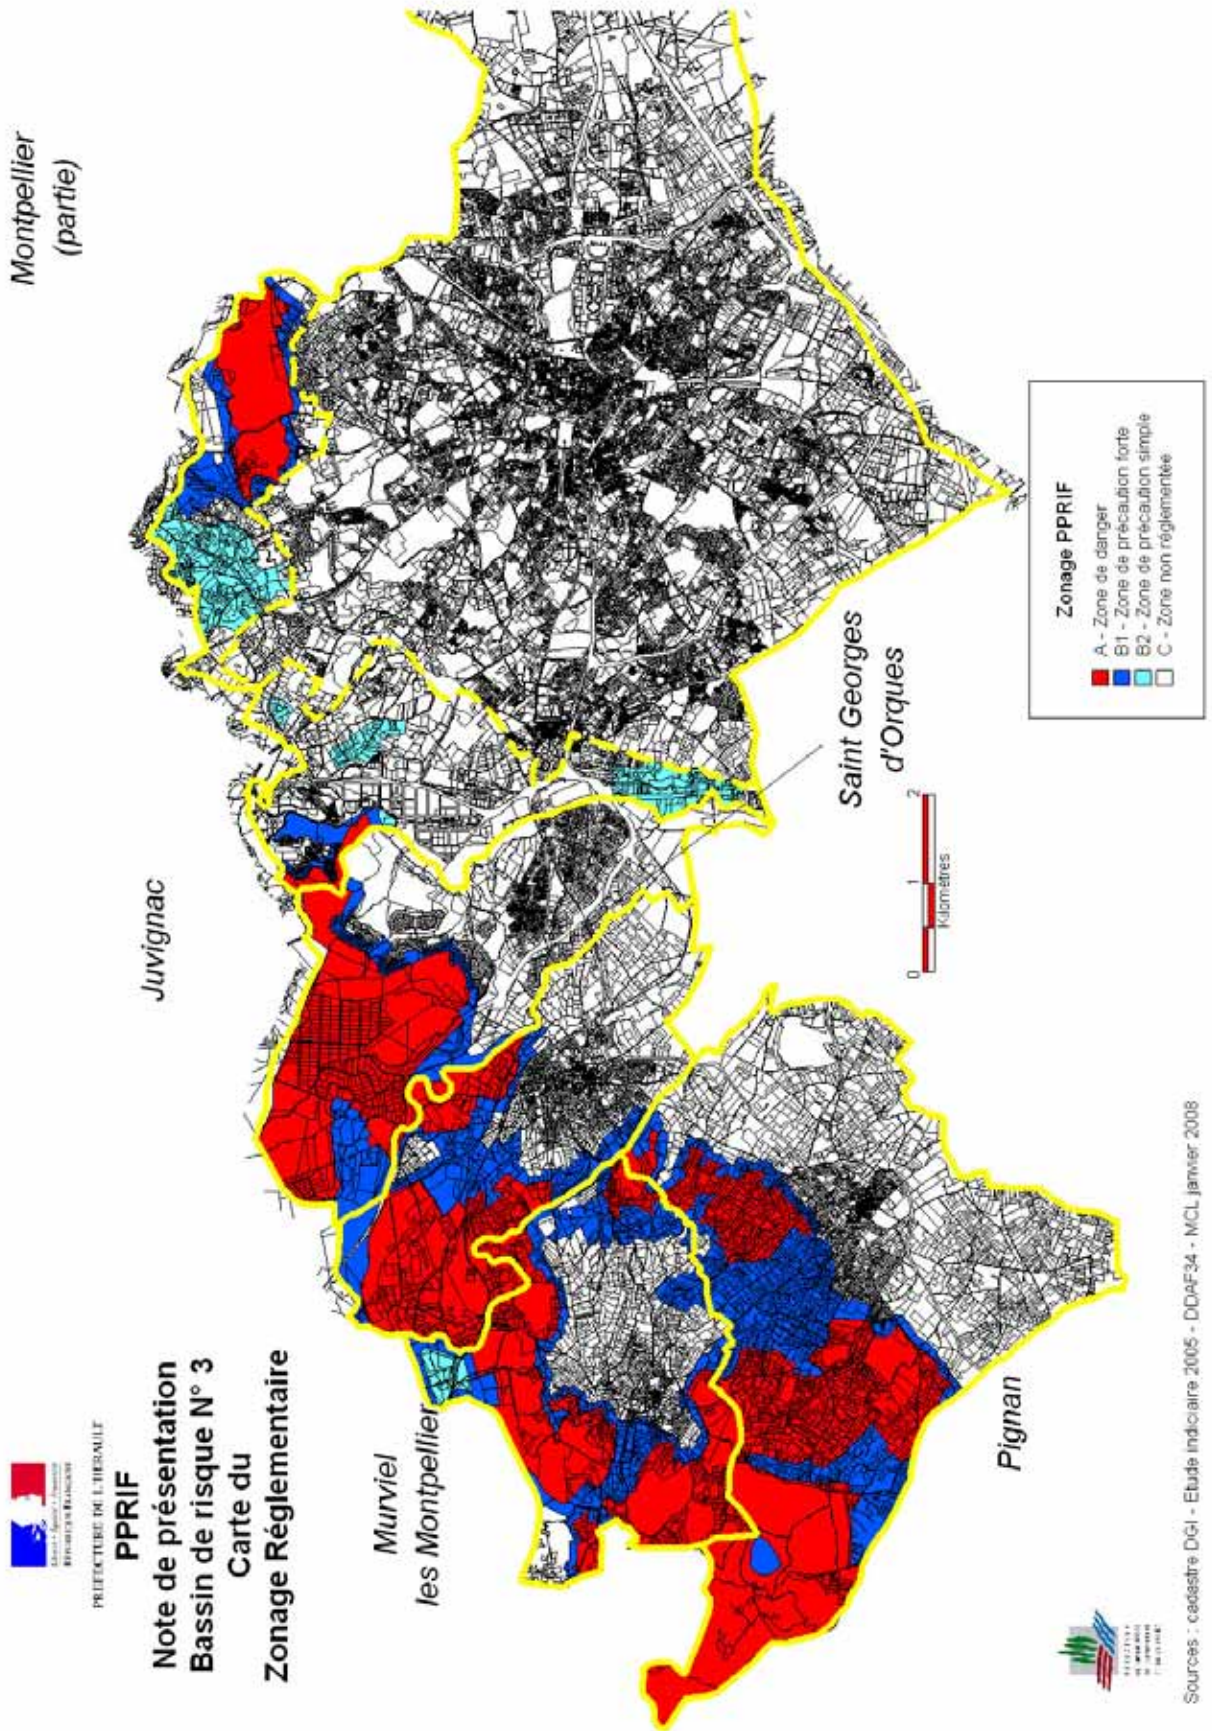 PREFECTURE DE L'HERAULT
PPRIF
Note de présentation
Bassin de risque N° 3
Carte du
Zonage Réglementaire
Montpellier
(partie)
Juvignac
Murviel
les Montpellier
Saint Georges
d'Orques
Pignan
0 1 2
Kilomètres
Zonage PPRIF
A - Zone de danger
B1 - Zone de précaution forte
B2 - Zone de précaution simple
C - Zone non réglementée
Sources : cadastre DGI - Etude indiciaire 2005 - DDAF34 - MCL janvier 2008